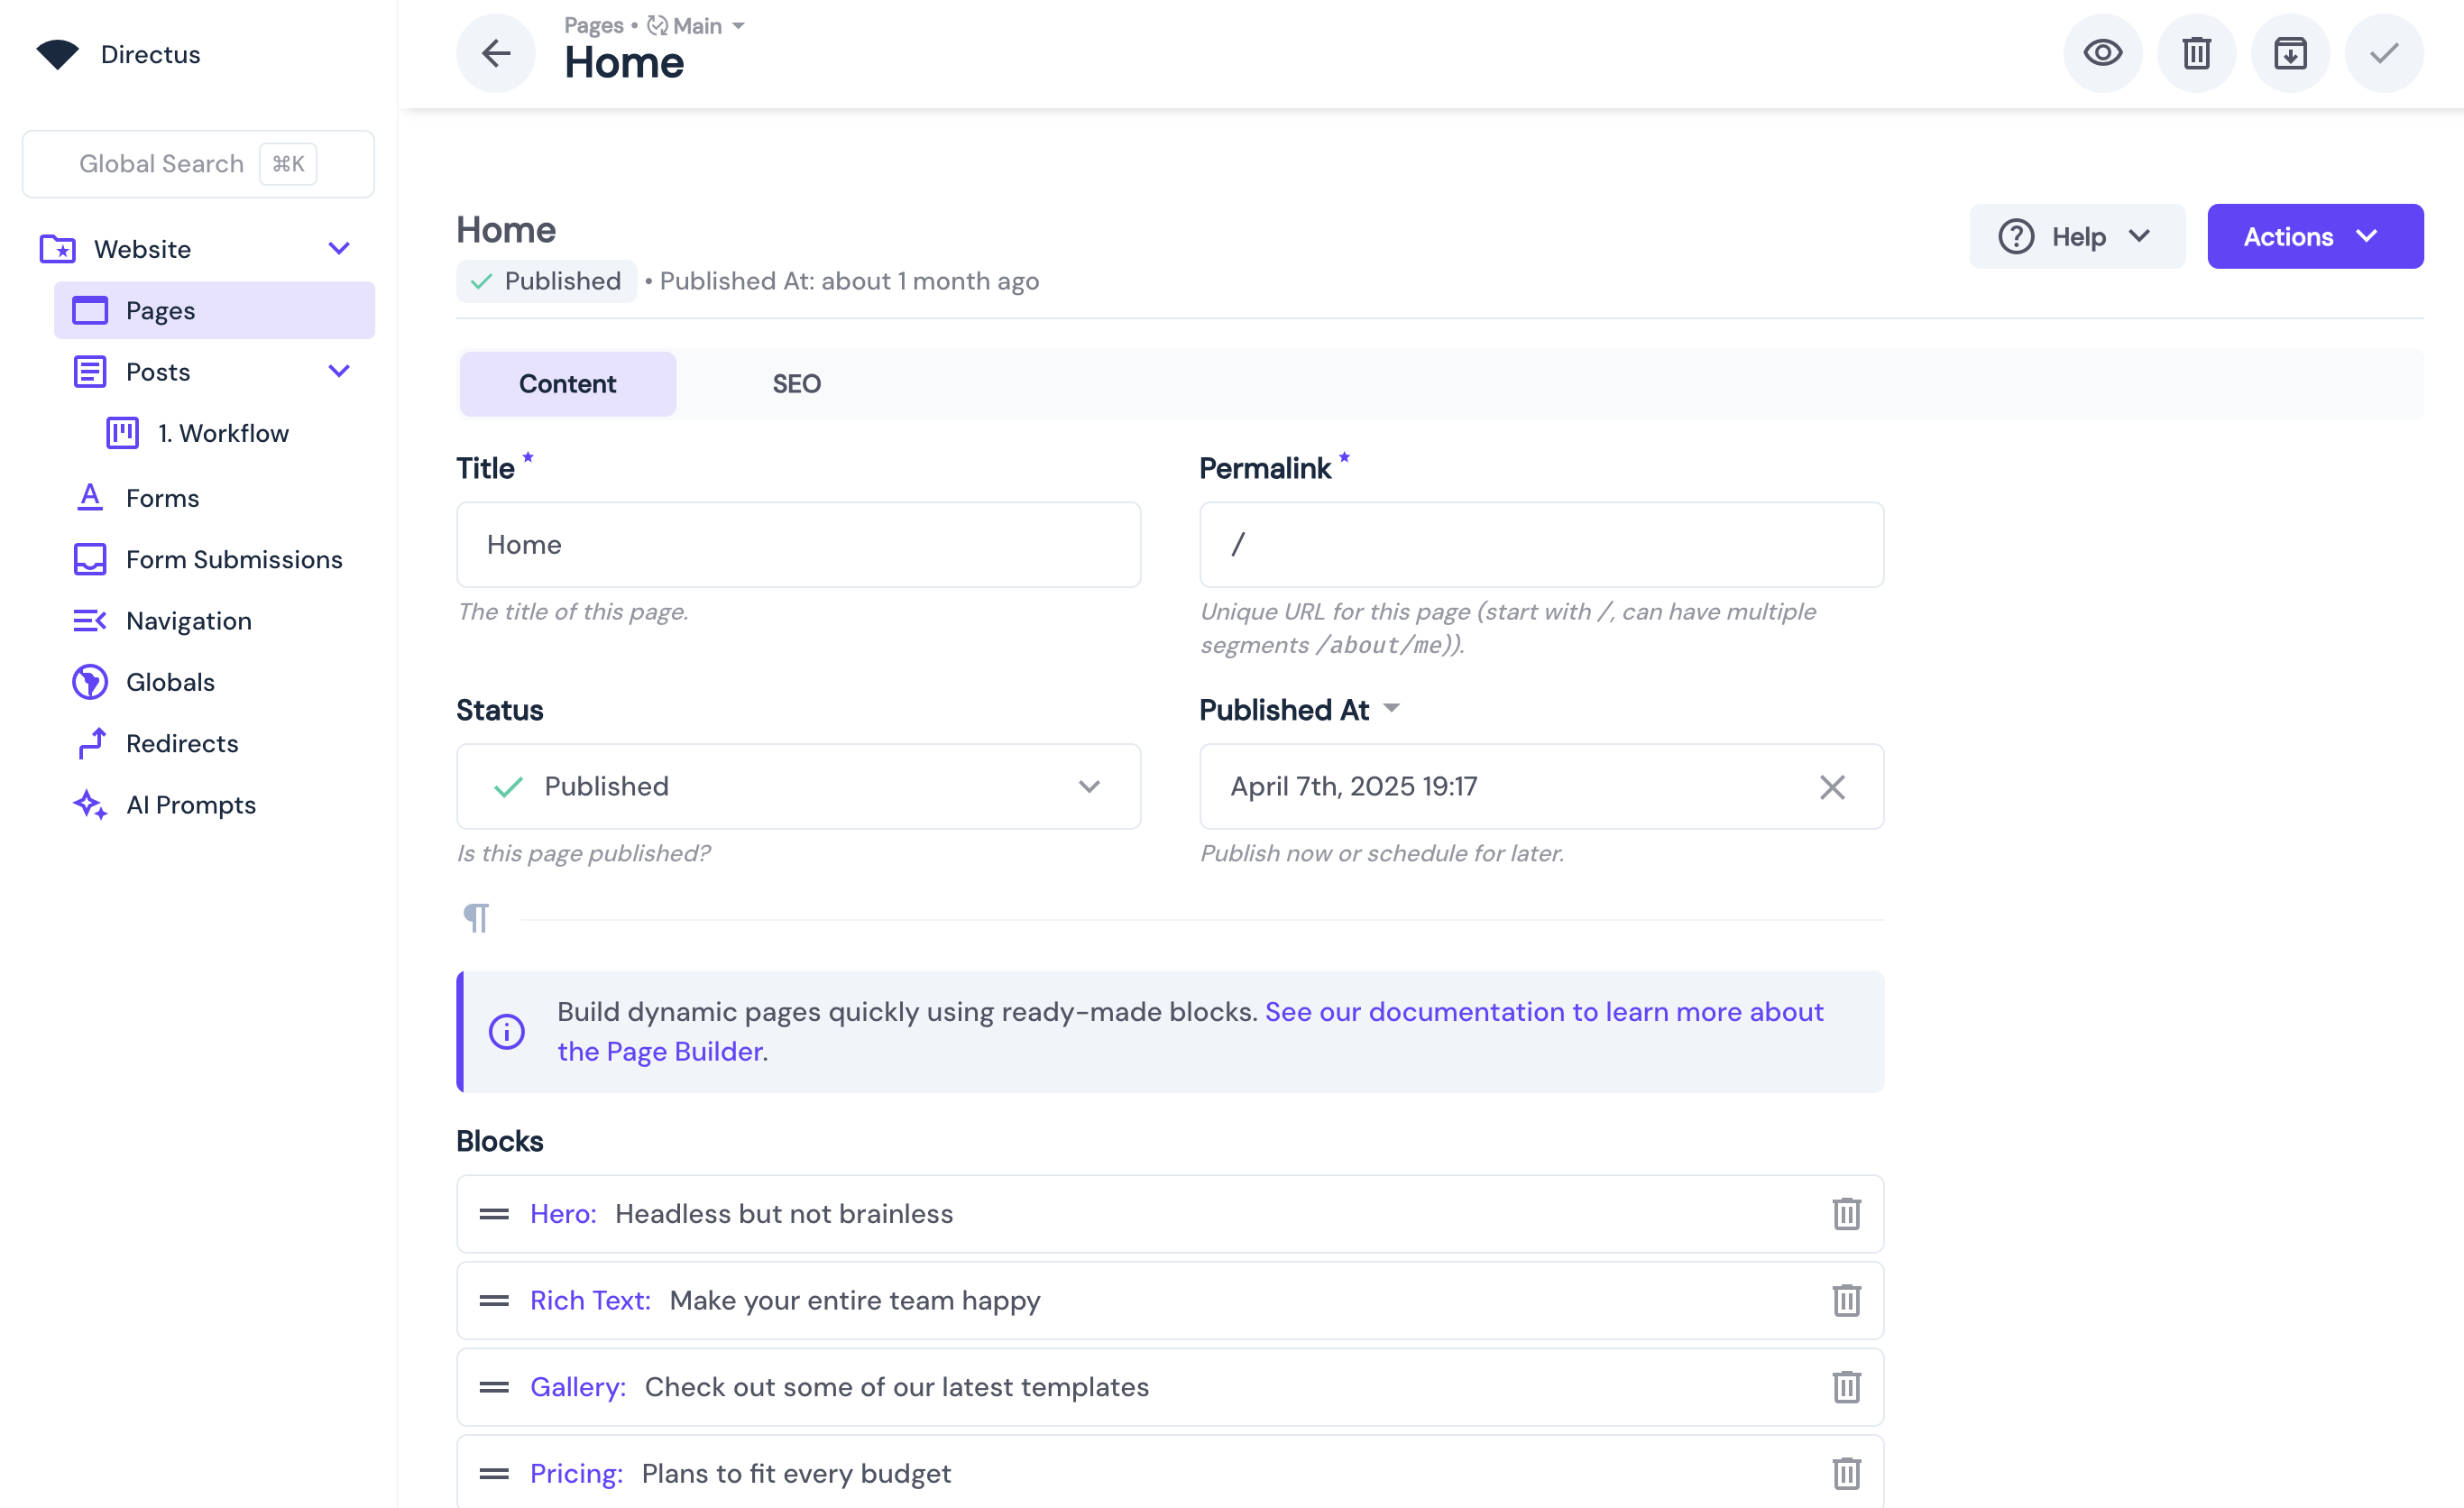 Directus
Global Search ⌘K
Website
Pages
Posts
1. Workflow
Forms
Form Submissions
Navigation
Globals
Redirects
AI Prompts
Pages • Main
Home
Home
Published • Published At: about 1 month ago
Help
Actions
Content SEO
Title *
Home
The title of this page.
Permalink *
/
Unique URL for this page (start with /, can have multiple
segments /about/me)).
Status
Published
Is this page published?
Published At
April 7th, 2025 19:17
Publish now or schedule for later.
Build dynamic pages quickly using ready-made blocks. See our documentation to learn more about
the Page Builder.
Blocks
Hero: Headless but not brainless
Rich Text: Make your entire team happy
Gallery: Check out some of our latest templates
Pricing: Plans to fit every budget